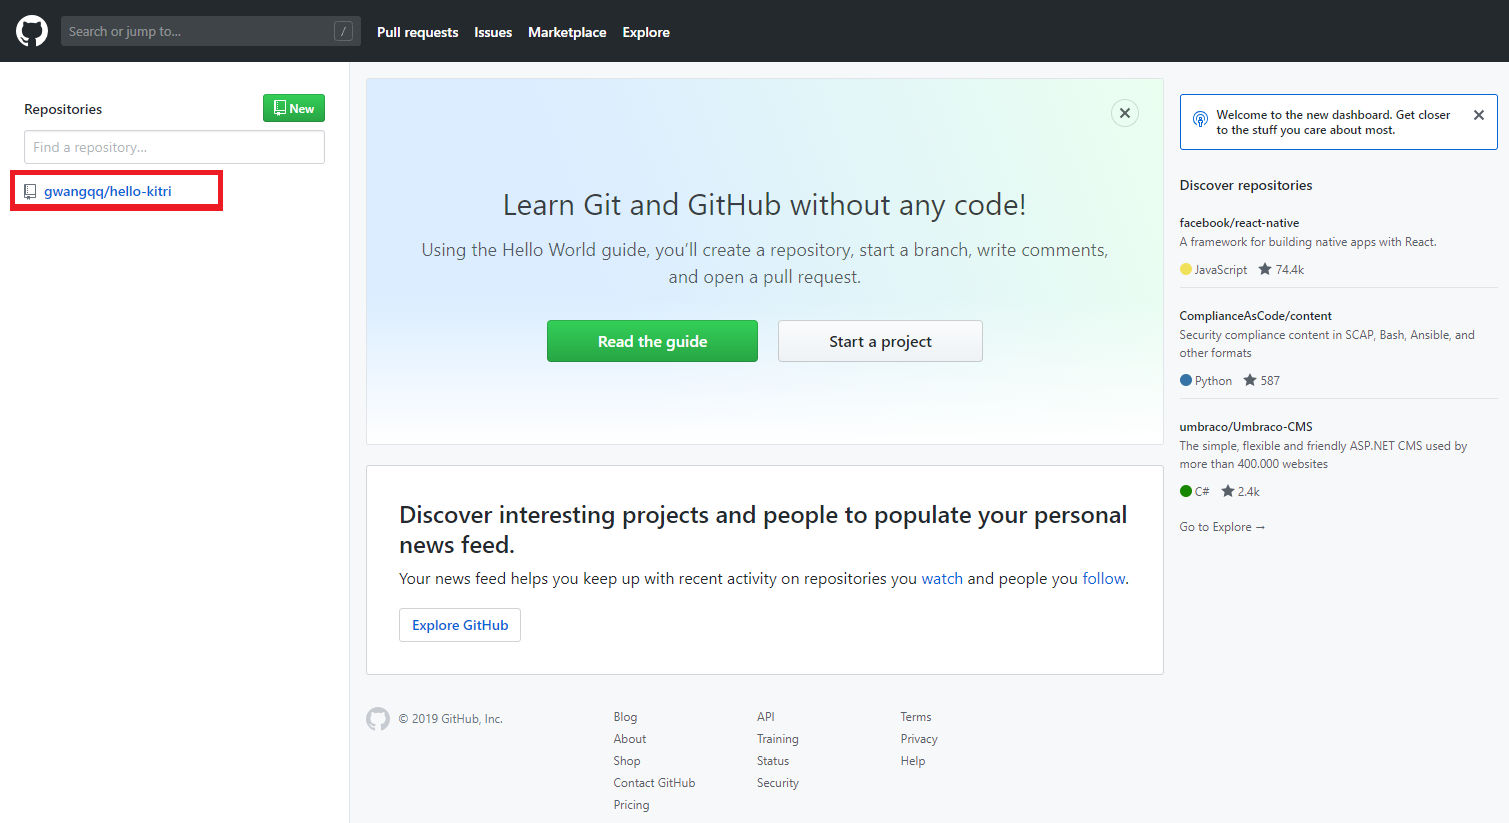 Search or jump to...
/
Pull requests
Issues
Marketplace
Explore
Repositories
New
Find a repository...
gwangqq/hello-kitri
Learn Git and GitHub without any code!
Using the Hello World guide, you’ll create a repository, start a branch, write comments,
and open a pull request.
Read the guide
Start a project
Discover interesting projects and people to populate your personal
news feed.
Your news feed helps you keep up with recent activity on repositories you watch and people you follow.
Explore GitHub
Welcome to the new dashboard. Get closer
to the stuff you care about most.
Discover repositories
facebook/react-native
A framework for building native apps with React.
JavaScript 74.4k
ComplianceAsCode/content
Security compliance content in SCAP, Bash, Ansible, and
other formats
Python 587
umbraco/Umbraco-CMS
The simple, flexible and friendly ASP.NET CMS used by
more than 400.000 websites
C# 2.4k
Go to Explore →
© 2019 GitHub, Inc.
Blog
About
Shop
Contact GitHub
Pricing
API
Training
Status
Security
Terms
Privacy
Help